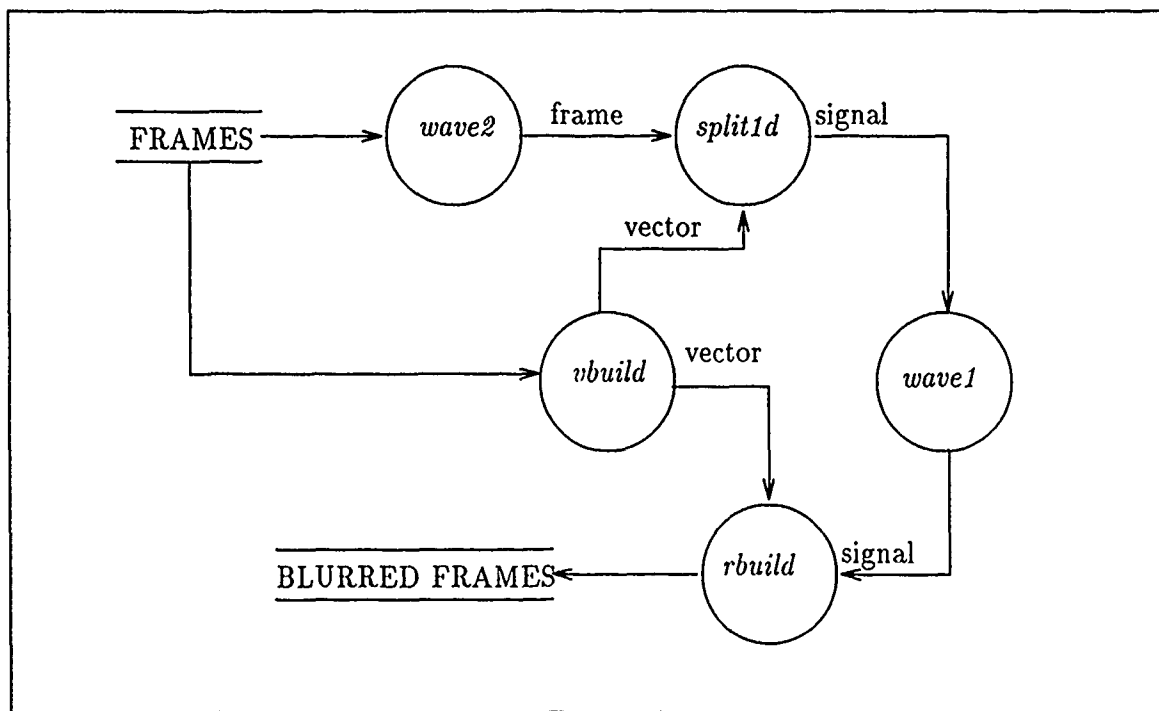 FRAMES
wave2
frame
split1d
signal
vector
vbuild
vector
wave1
rbuild
signal
BLURRED FRAMES